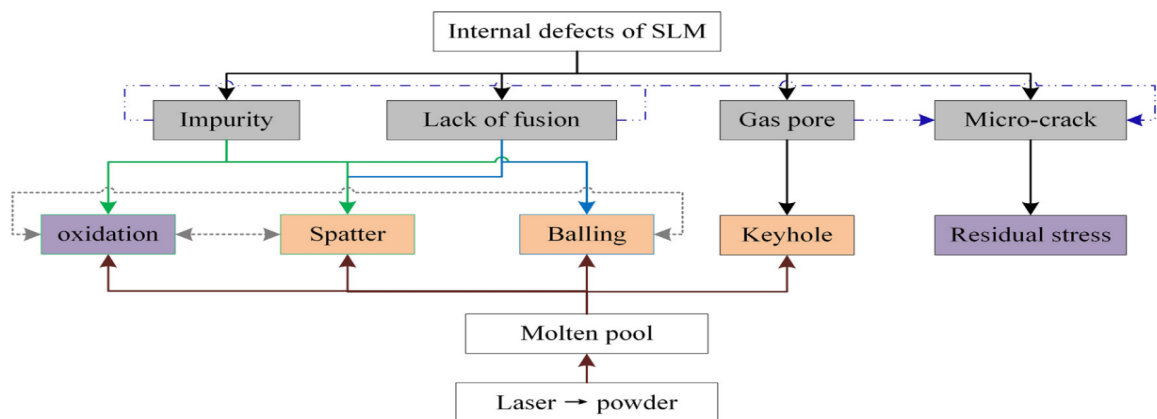 Internal defects of SLM
Impurity
Lack of fusion
Gas pore
Micro-crack
oxidation
Spatter
Balling
Keyhole
Residual stress
Molten pool
Laser → powder